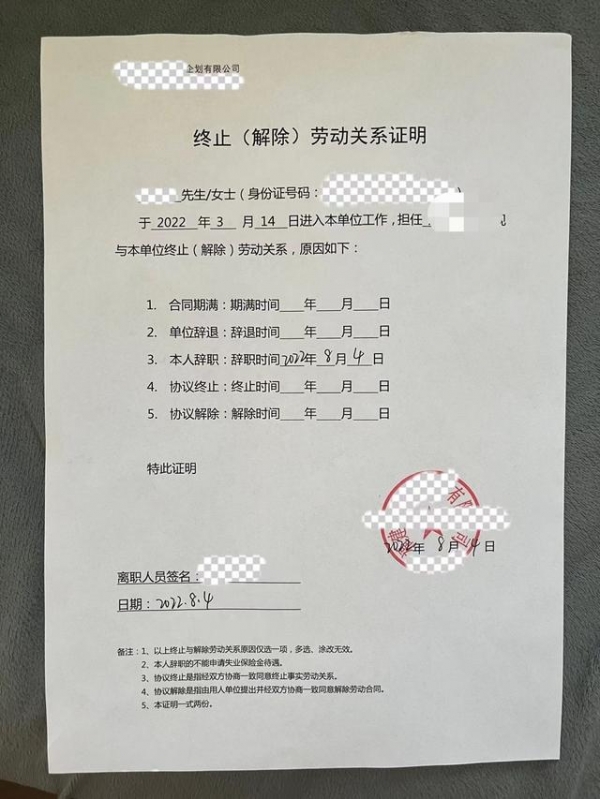 企划有限公司
终止（解除）劳动关系证明
先生/女士（身份证号码： ）
于 2022 年 3 月 14 日进入本单位工作，担任
与本单位终止（解除）劳动关系，原因如下：
1. 合同期满：期满时间___年___月___日
2. 单位辞退：辞退时间___年___月___日
3. 本人辞职：辞职时间2022年8月4日
4. 协议终止：终止时间___年___月___日
5. 协议解除：解除时间___年___月___日
特此证明
有限
司
2022年 8月 4日
离职人员签名：
日期：2022.8.4
备注：1、以上终止与解除劳动关系原因仅选一项，多选、涂改无效。
2、本人辞职的不能申请失业保险金待遇。
3、协议终止是指经双方协商一致同意终止事实劳动关系。
4、协议解除是指由用人单位提出并经双方协商一致同意解除劳动合同。
5、本证明一式两份。